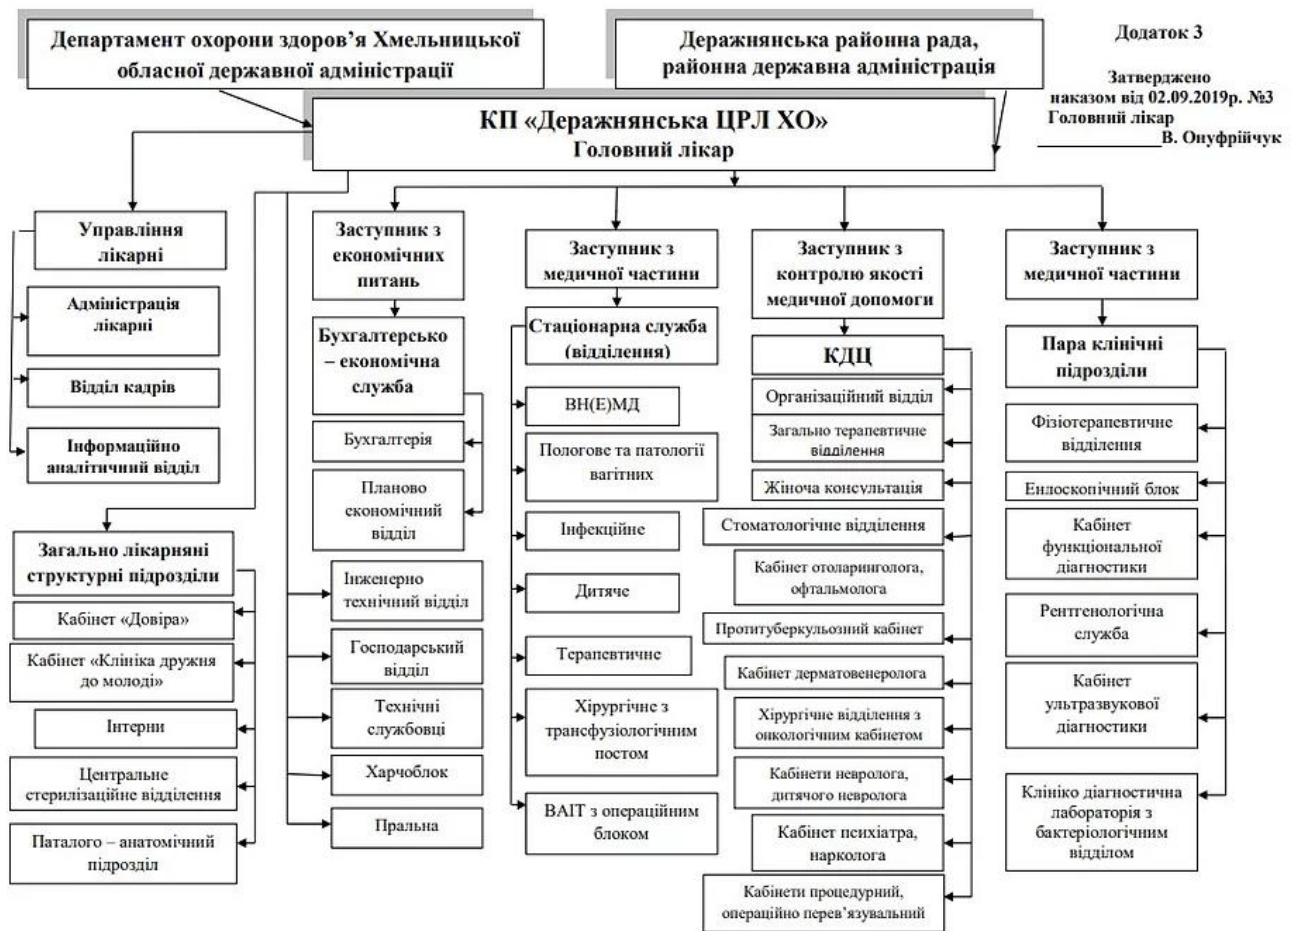 Департамент охорони здоров’я Хмельницької
обласної державної адміністрації
Деражнянська районна рада,
районна державна адміністрація
Додаток 3
Затверджено
наказом від 02.09.2019р. №3
Головний лікар
____________В. Онуфрійчук
КП «Деражнянська ЦРЛ ХО»
Головний лікар
Управління
лікарні
Адміністрація
лікарні
Відділ кадрів
Інформаційно
аналітичний відділ
Загально лікарняні
структурні підрозділи
Кабінет «Довіра»
Кабінет «Клініка дружня
до молоді»
Інтерни
Центральне
стерилізаційне відділення
Паталого – анатомічний
підрозділ
Заступник з
економічних
питань
Бухгалтерсько
– економічна
служба
Бухгалтерія
Планово
економічний
відділ
Інженерно
технічний відділ
Господарський
відділ
Технічні
службовці
Харчоблок
Пральна
Заступник з
медичної частини
Стаціонарна служба
(відділення)
ВН(Е)МД
Пологове та патології
вагітних
Інфекційне
Дитяче
Терапевтичне
Хірургічне з
трансфузіологічним
постом
ВАІТ з операційним
блоком
Заступник з
контролю якості
медичної допомоги
КДЦ
Організаційний відділ
Загально терапевтичне
відділення
Жіноча консультація
Стоматологічне відділення
Кабінет отоларинголога,
офтальмолога
Протитуберкульозний кабінет
Кабінет дерматовенеролога
Хірургічне відділення з
онкологічним кабінетом
Кабінети невролога,
дитячого невролога
Кабінет психіатра,
нарколога
Кабінети процедурний,
операційно перев’язувальний
Заступник з
медичної частини
Пара клінічні
підрозділи
Фізіотерапевтичне
відділення
Ендоскопічний блок
Кабінет
функціональної
діагностики
Рентгенологічна
служба
Кабінет
ультразвукової
діагностики
Клініко діагностична
лабораторія з
бактеріологічним
відділом